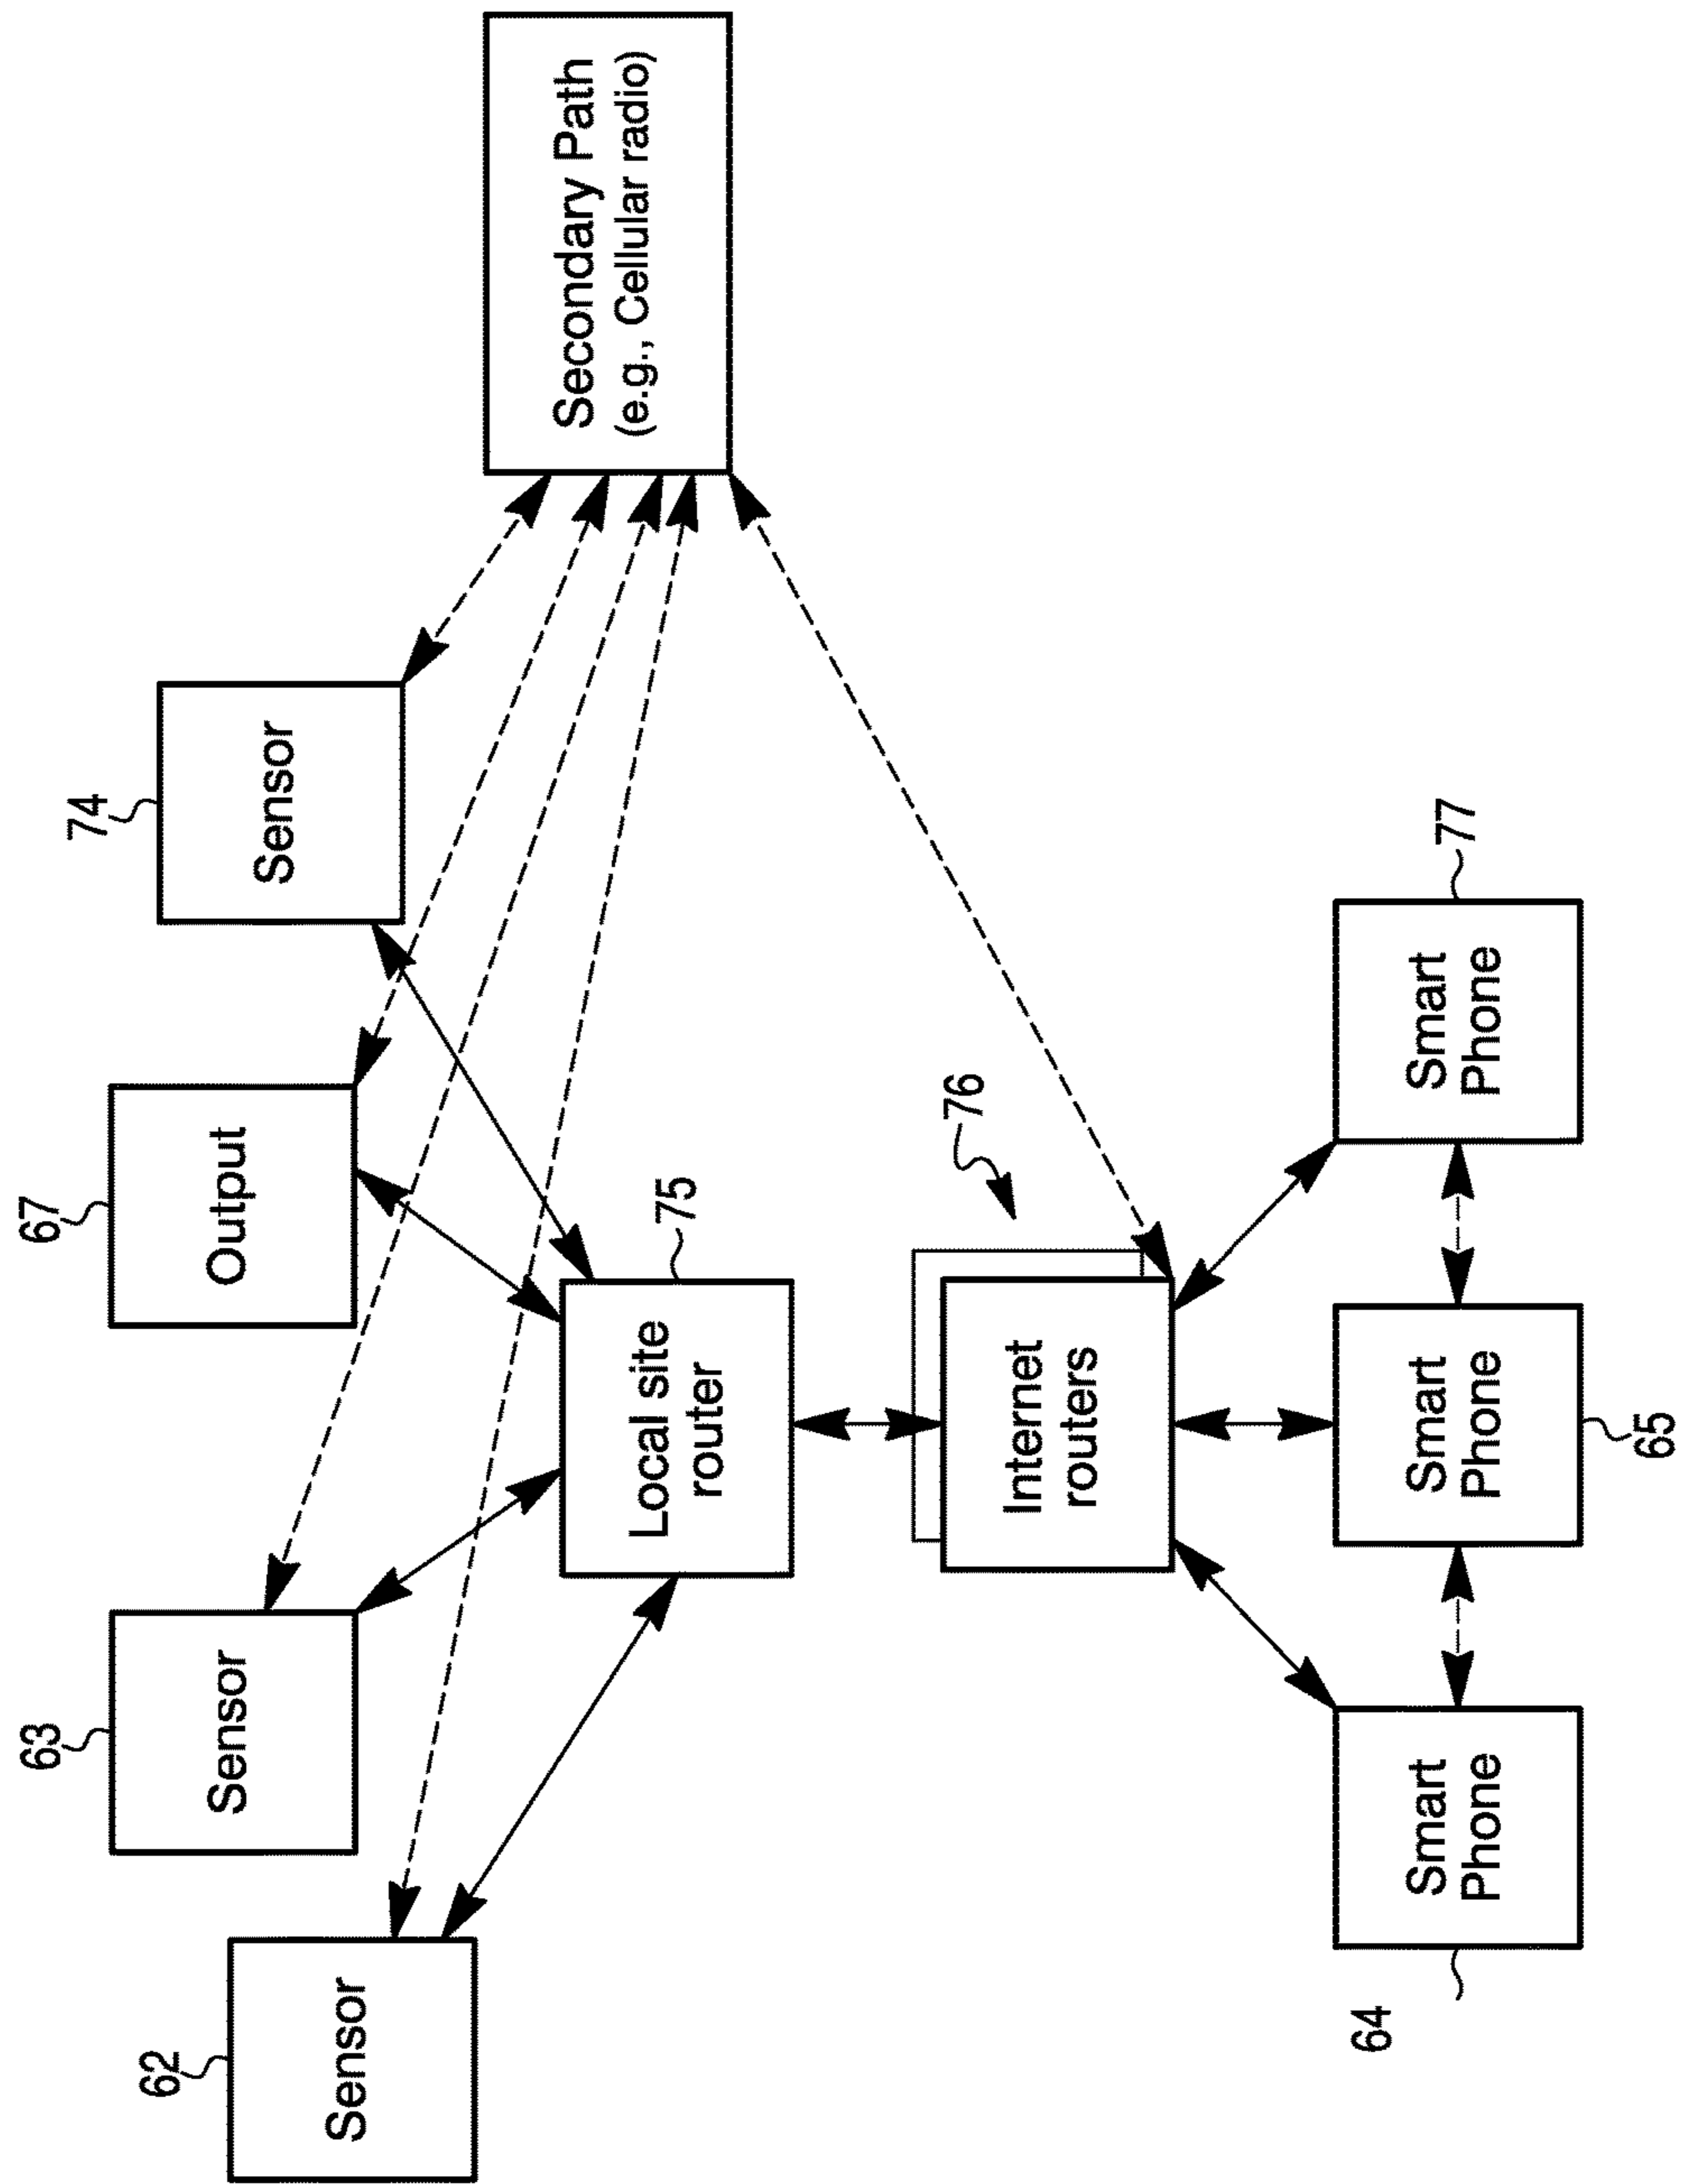 62
Sensor
63
Sensor
67
Output
74
Sensor
Secondary Path
(e.g., Cellular radio)
75
Local site
router
76
Internet
routers
64
Smart
Phone
65
Smart
Phone
77
Smart
Phone